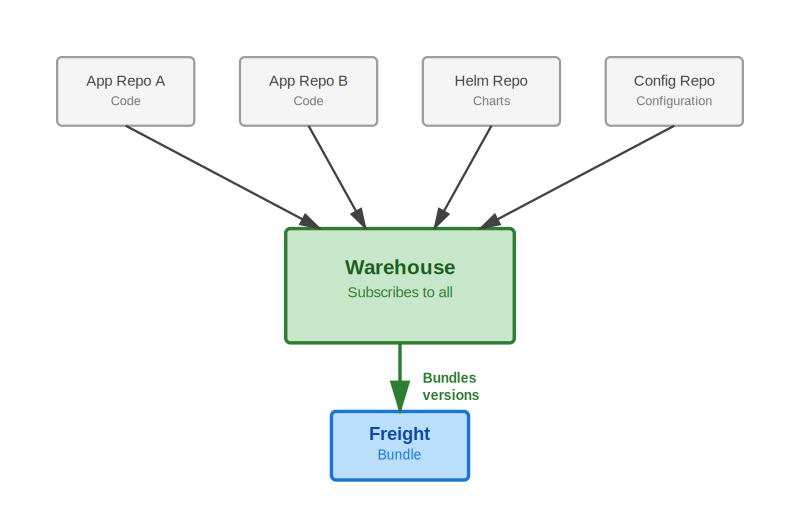 App Repo A
Code
App Repo B
Code
Helm Repo
Charts
Config Repo
Configuration
Warehouse
Subscribes to all
Bundles
versions
Freight
Bundle